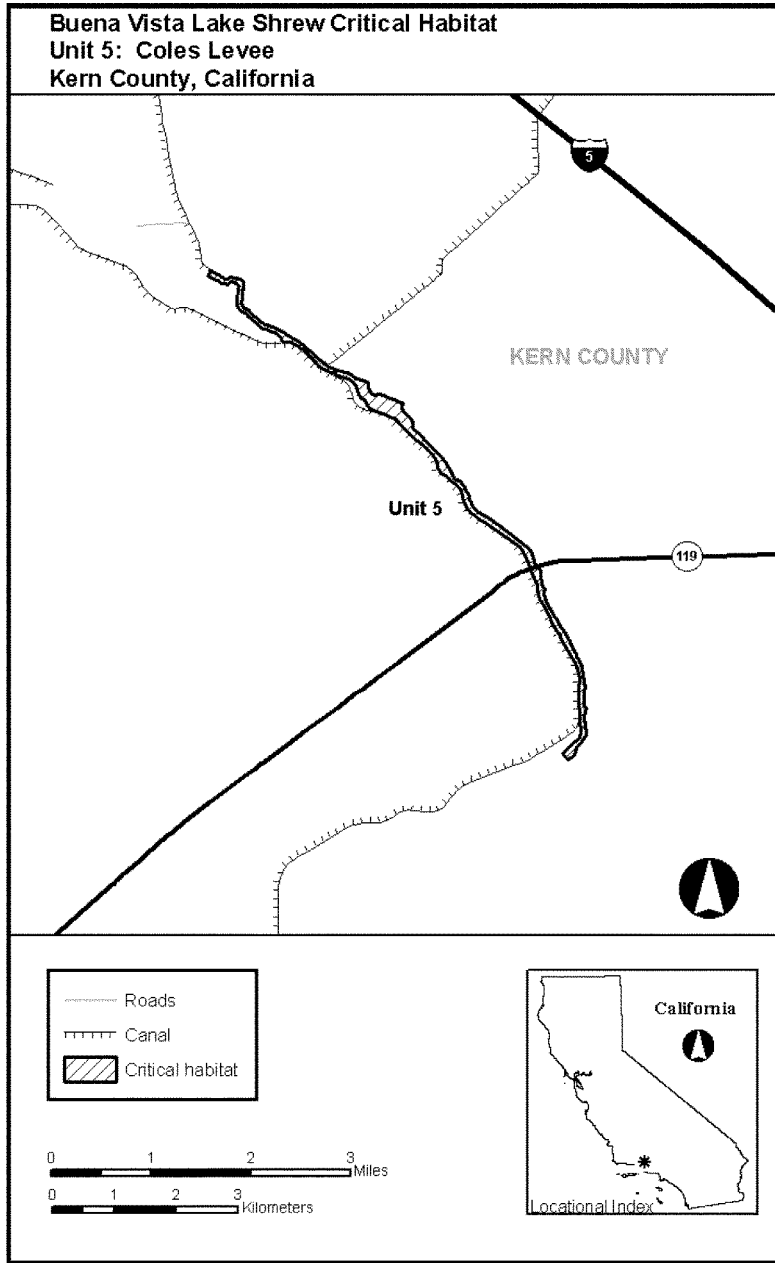 Buena Vista Lake Shrew Critical Habitat
Unit 5: Coles Levee
Kern County, California
5
KERN COUNTY
Unit 5
119
Roads
Canal
Critical habitat
0 1 2 3
Miles
0 1 2 3
Kilometers
California
Locational Index